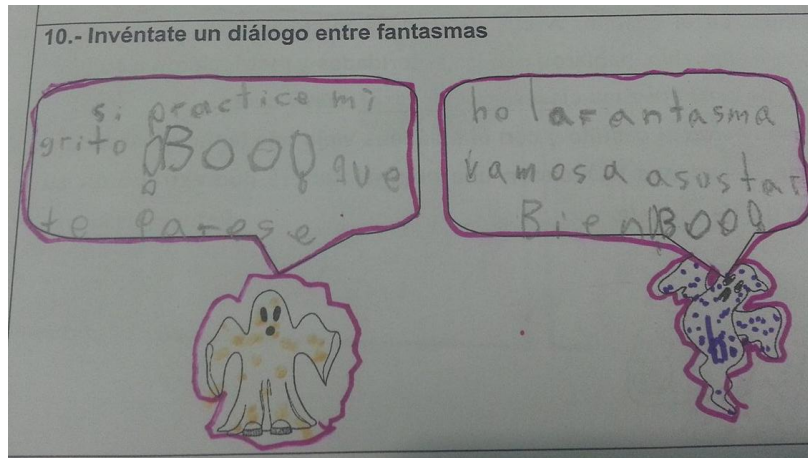 10.- Invéntate un diálogo entre fantasmas
si practice mi
grito ¡BOOO! que
te parese
hola fantasma
vamos a asustar
Bien ¡BOOO!